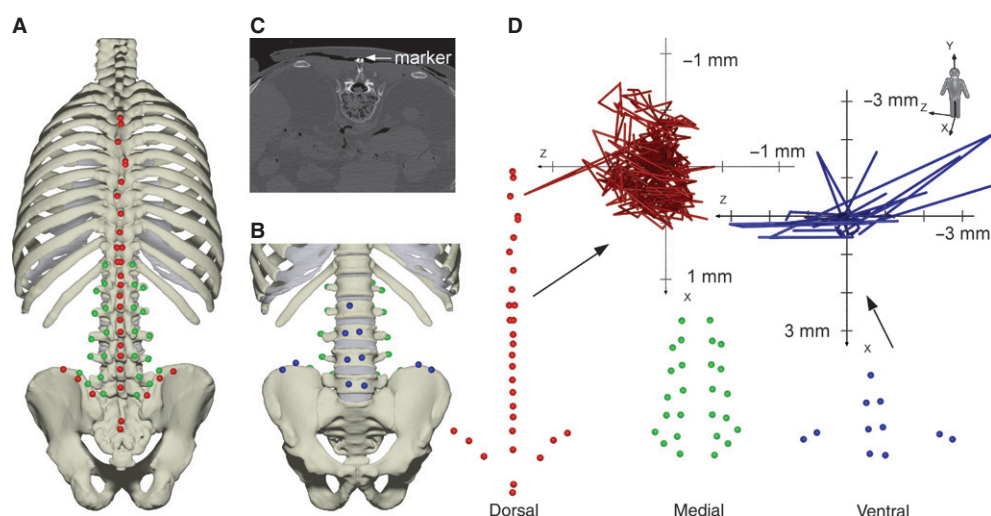 A
C
marker
B
D
−1 mm
Z
−1 mm
1 mm
X
Y
Z
X
−3 mm
Z
−3 mm
3 mm
X
Dorsal
Medial
Ventral